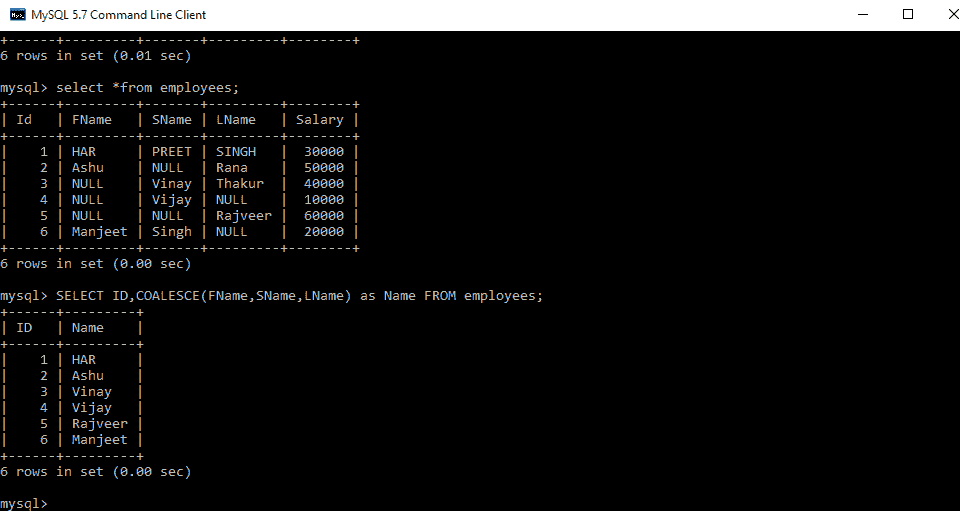 MySQL 5.7 Command Line Client
+------+---------+-------+---------+--------+
6 rows in set (0.01 sec)
mysql> select *from employees;
+------+---------+-------+---------+--------+
| Id   | FName   | SName | LName   | Salary |
+------+---------+-------+---------+--------+
|    1 | HAR     | PREET | SINGH   |  30000 |
|    2 | Ashu    | NULL  | Rana    |  50000 |
|    3 | NULL    | Vinay | Thakur  |  40000 |
|    4 | NULL    | Vijay | NULL    |  10000 |
|    5 | NULL    | NULL  | Rajveer |  60000 |
|    6 | Manjeet | Singh | NULL    |  20000 |
+------+---------+-------+---------+--------+
6 rows in set (0.00 sec)
mysql> SELECT ID,COALESCE(FName,SName,LName) as Name FROM employees;
+------+---------+
| ID   | Name    |
+------+---------+
|    1 | HAR     |
|    2 | Ashu    |
|    3 | Vinay   |
|    4 | Vijay   |
|    5 | Rajveer |
|    6 | Manjeet |
+------+---------+
6 rows in set (0.00 sec)
mysql>